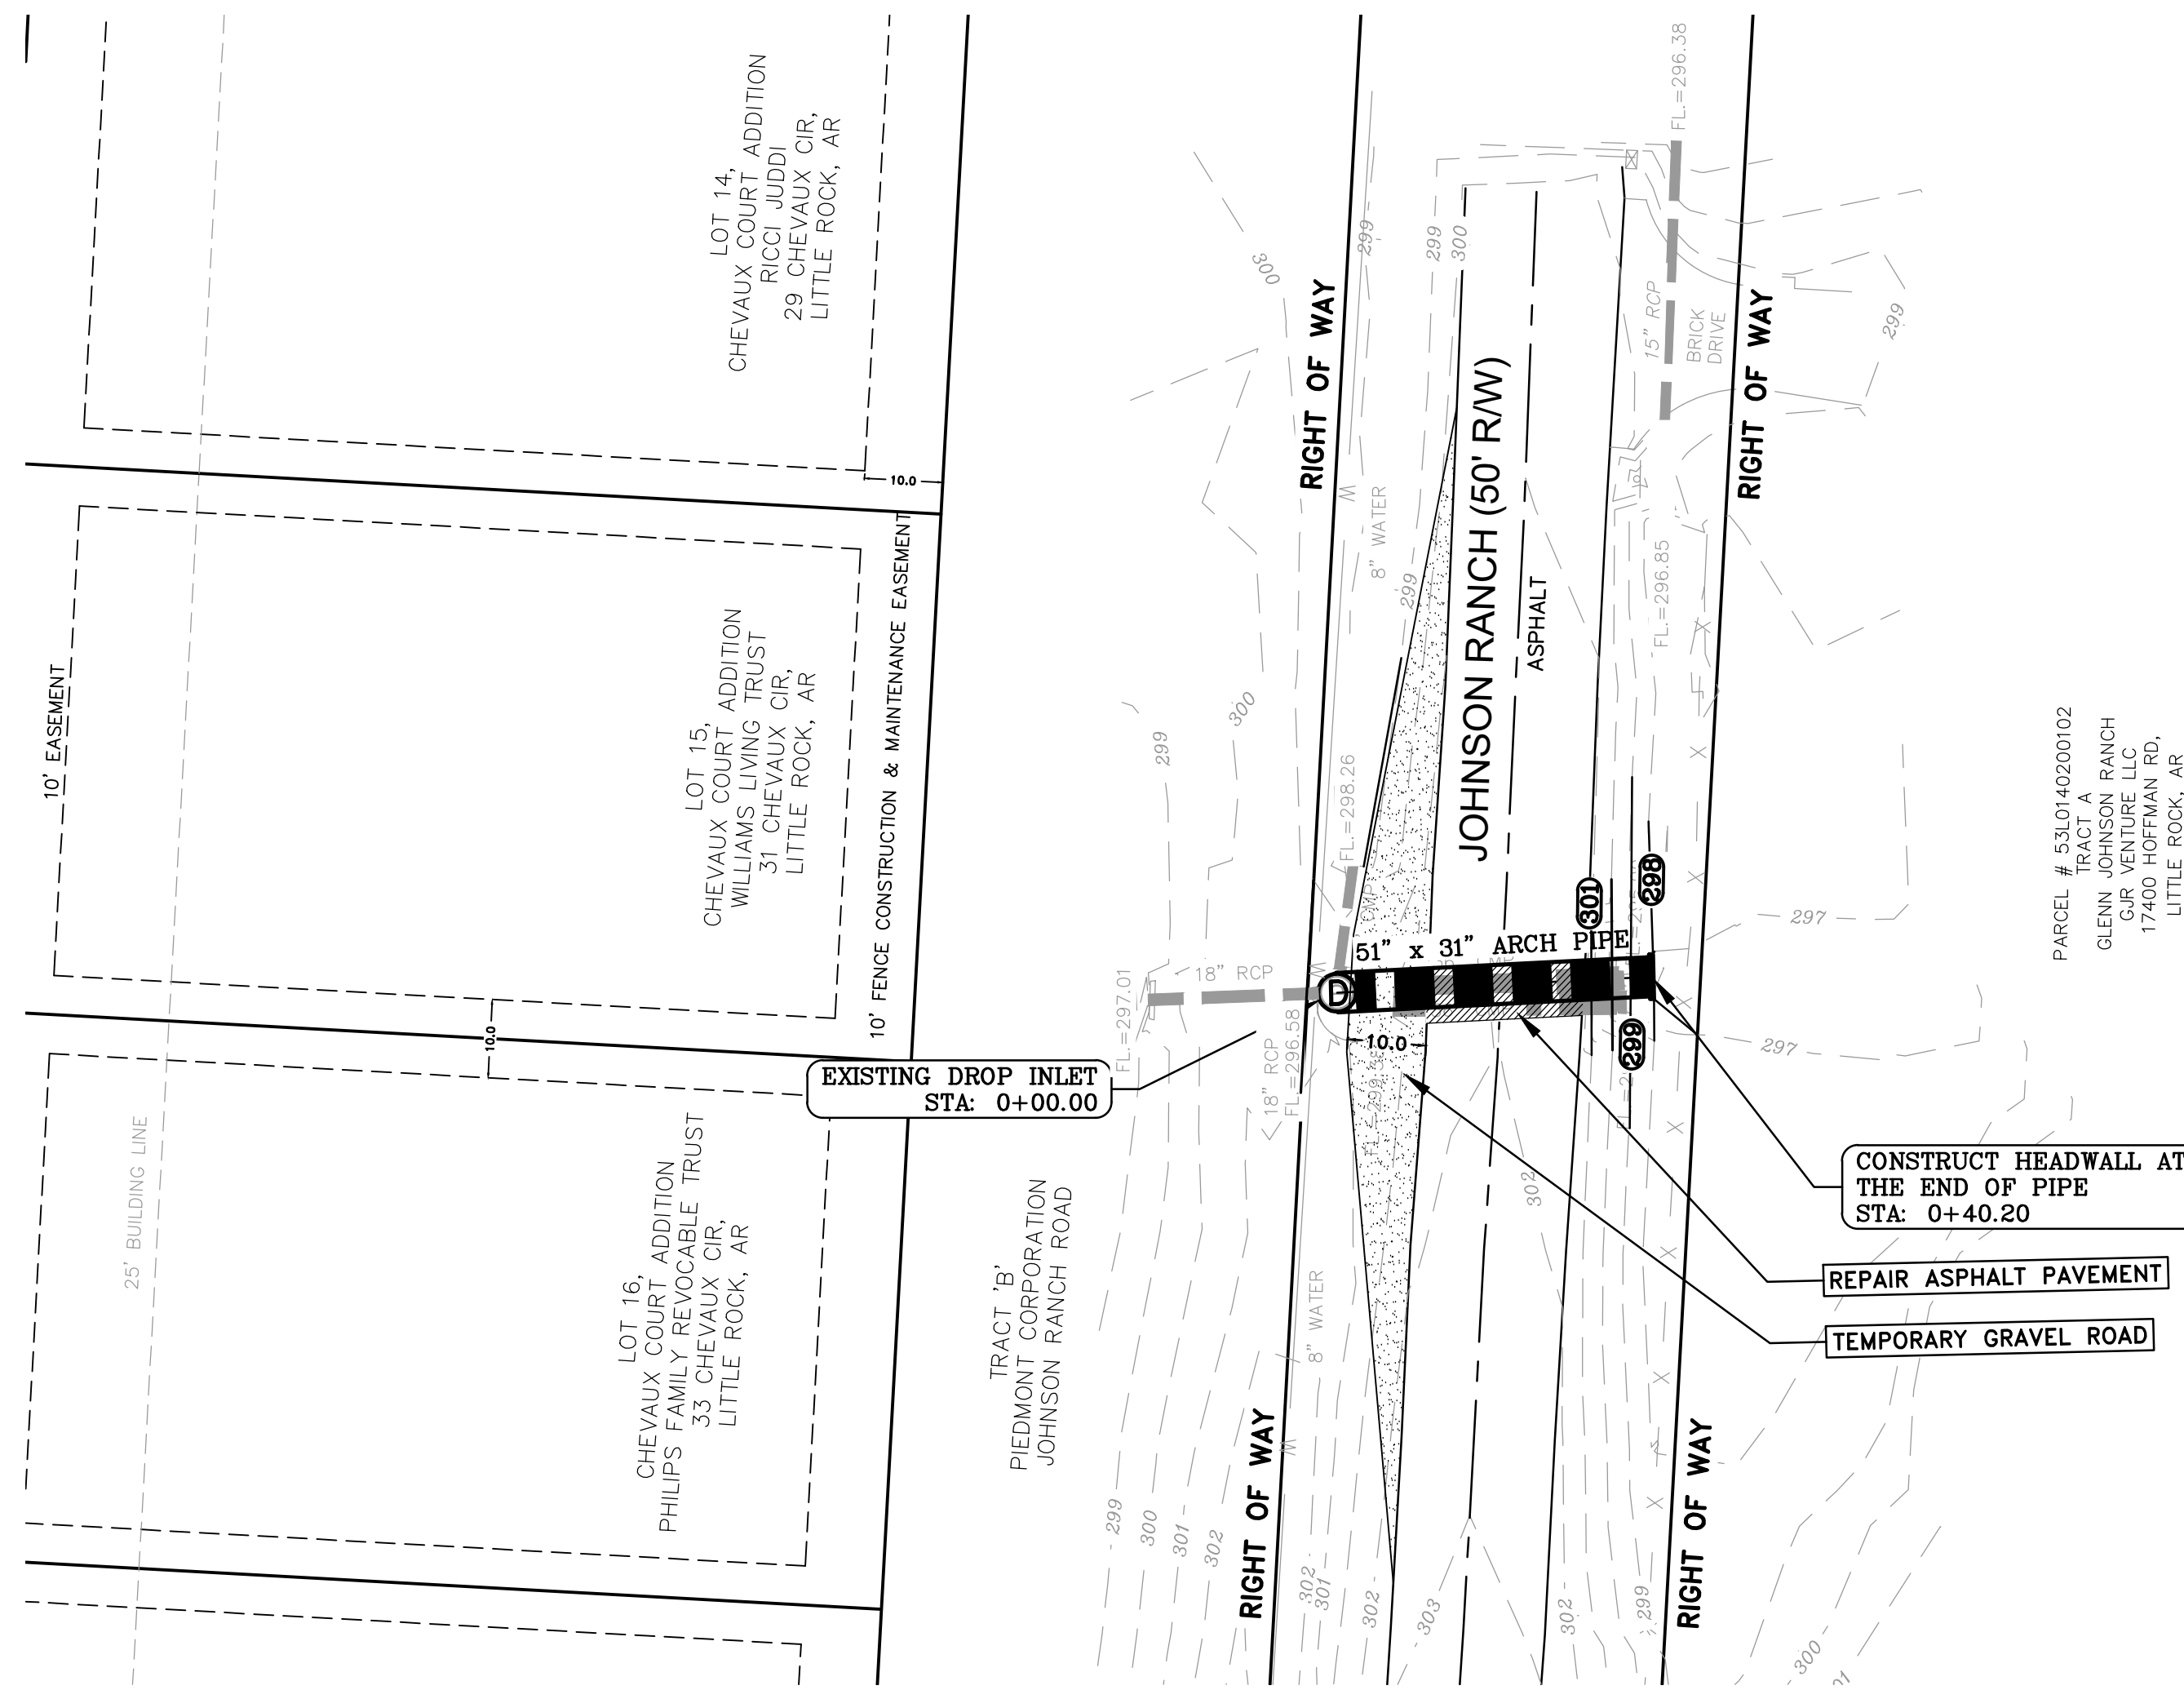 LOT 14,
CHEVAUX COURT ADDITION
RICCI JUDDI
29 CHEVAUX CIR,
LITTLE ROCK, AR
10.0
10' EASEMENT
LOT 15,
CHEVAUX COURT ADDITION
WILLIAMS LIVING TRUST
31 CHEVAUX CIR,
LITTLE ROCK, AR
10' FENCE CONSTRUCTION & MAINTENANCE EASEMENT
10.0
25' BUILDING LINE
LOT 16,
CHEVAUX COURT ADDITION
PHILIPS FAMILY REVOCABLE TRUST
33 CHEVAUX CIR,
LITTLE ROCK, AR
EXISTING DROP INLET
STA: 0+00.00
TRACT 'B'
PIEDMONT CORPORATION
JOHNSON RANCH ROAD
300
299
299
300
299
RIGHT OF WAY
W
8" WATER
299
JOHNSON RANCH (50' R/W)
ASPHALT
FL.=296.38
15" RCP
BRICK
DRIVE
RIGHT OF WAY
299
FL.=296.85
300
299
FL.=298.26
CMP
FL.=297.01
18" RCP
W
D
51" x 31" ARCH PIPE
301
298
299
297
297
10.0
18" RCP
FL.=296.58
PARCEL # 53L0140200102
TRACT A
GLENN JOHNSON RANCH
GJR VENTURE LLC
17400 HOFFMAN RD,
LITTLE ROCK, AR
CONSTRUCT HEADWALL AT
THE END OF PIPE
STA: 0+40.20
REPAIR ASPHALT PAVEMENT
TEMPORARY GRAVEL ROAD
302
8" WATER
W
RIGHT OF WAY
RIGHT OF WAY
299
300
301
302
302
301
302
303
302
299
300